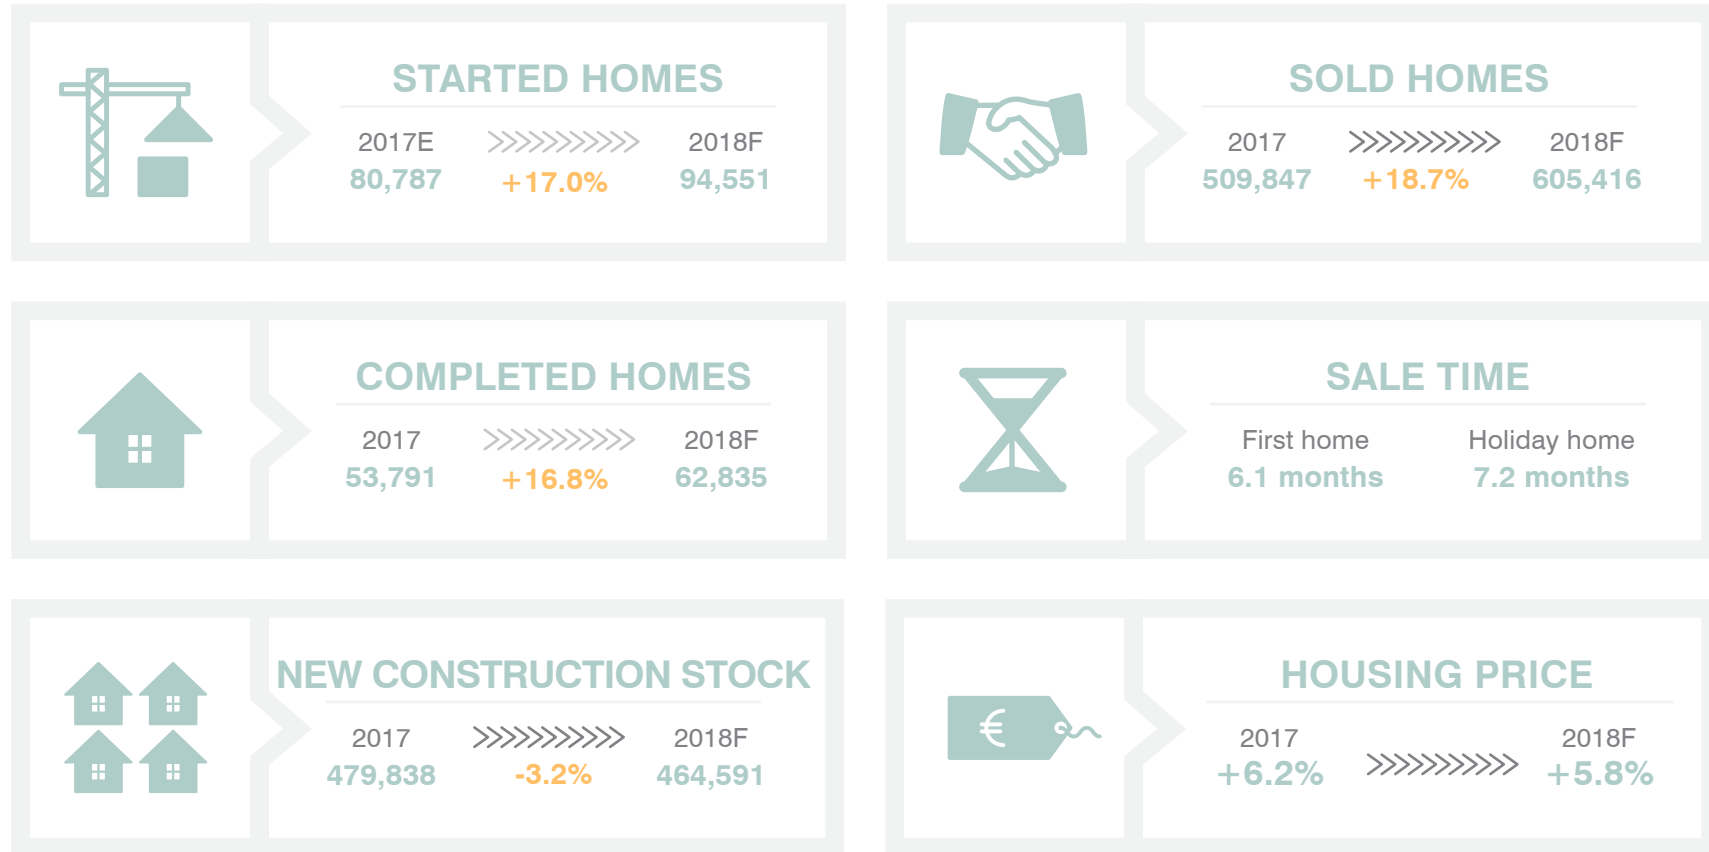 STARTED HOMES
2017E 2018F
80,787 +17.0% 94,551
SOLD HOMES
2017 2018F
509,847 +18.7% 605,416
COMPLETED HOMES
2017 2018F
53,791 +16.8% 62,835
SALE TIME
First home Holiday home
6.1 months 7.2 months
NEW CONSTRUCTION STOCK
2017 2018F
479,838 -3.2% 464,591
€
HOUSING PRICE
2017 2018F
+6.2% +5.8%